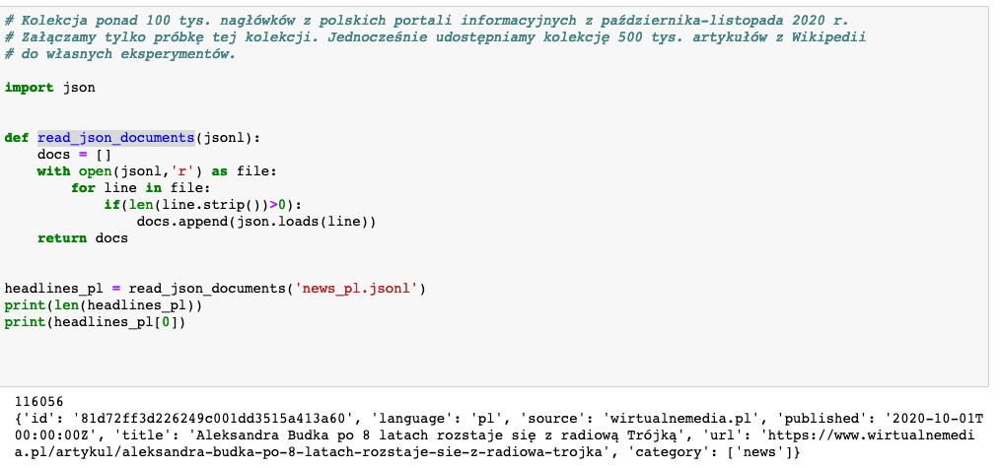 # Kolekcja ponad 100 tys. nagłówków z polskich portali informacyjnych z października-listopada 2020 r.
# Załączamy tylko próbkę tej kolekcji. Jednocześnie udostępniamy kolekcję 500 tys. artykułów z Wikipedii
# do własnych eksperymentów.
import json
def read_json_documents(jsonl):
    docs = []
    with open(jsonl,'r') as file:
        for line in file:
            if(len(line.strip())>0):
                docs.append(json.loads(line))
    return docs
headlines_pl = read_json_documents('news_pl.jsonl')
print(len(headlines_pl))
print(headlines_pl[0])
116056
{'id': '81d72ff3d226249c001dd3515a413a60', 'language': 'pl', 'source': 'wirtualnemedia.pl', 'published': '2020-10-01T
00:00:00Z', 'title': 'Aleksandra Budka po 8 latach rozstaje się z radiową Trójką', 'url': 'https://www.wirtualnemedi
a.pl/artykul/aleksandra-budka-po-8-latach-rozstaje-sie-z-radiowa-trojka', 'category': ['news']}